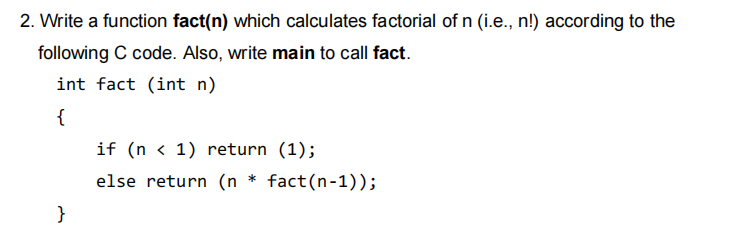 2. Write a function fact(n) which calculates factorial of n (i.e., n!) according to the
following C code. Also, write main to call fact.
int fact (int n)
{
if (n < 1) return (1);
else return (n * fact(n-1));
}